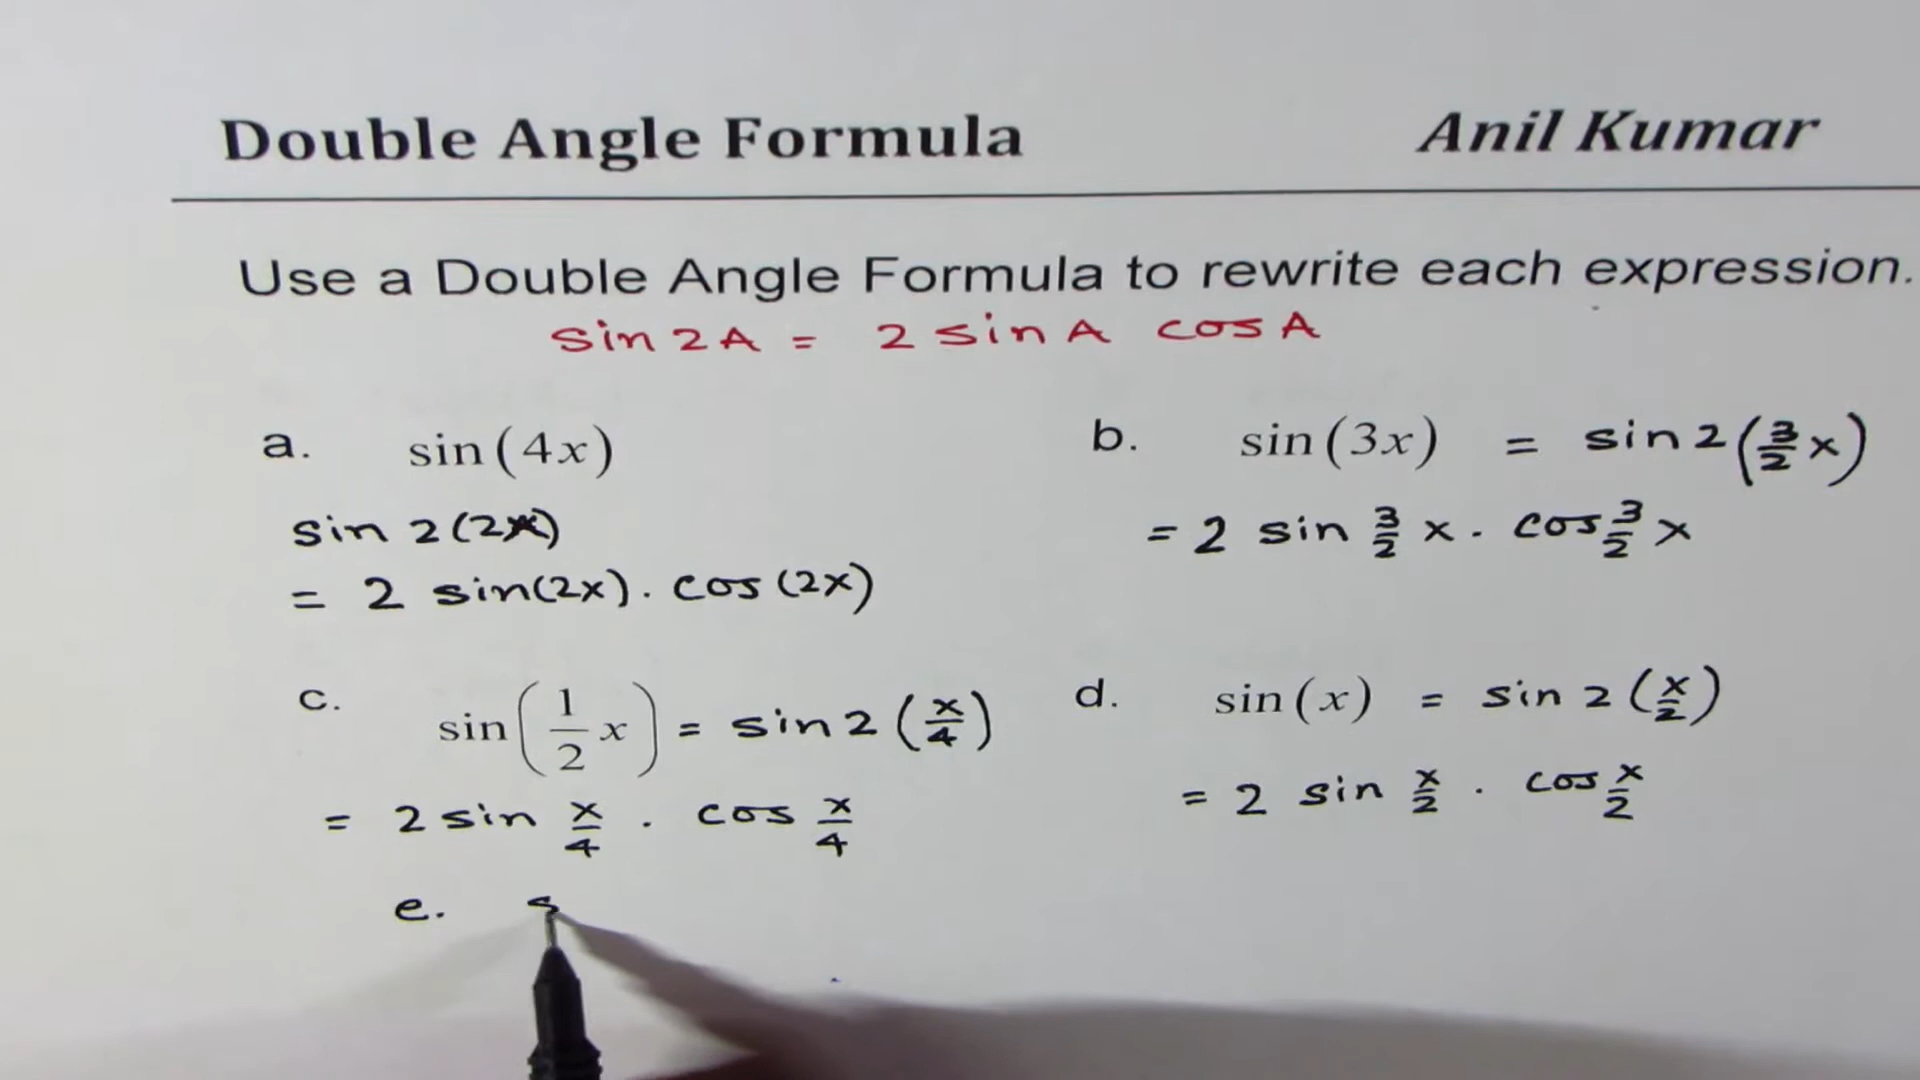 Double Angle Formula Anil Kumar
Use a Double Angle Formula to rewrite each expression.
sin 2A = 2 sin A cos A
a. sin(4x)
sin 2(2x)
= 2 sin(2x) . cos(2x)
b. sin(3x) = sin 2(3/2 x)
= 2 sin 3/2 x . cos 3/2 x
c. sin(1/2 x) = sin 2(x/4)
= 2 sin x/4 . cos x/4
d. sin(x) = sin 2(x/2)
= 2 sin x/2 . cos x/2
e. s